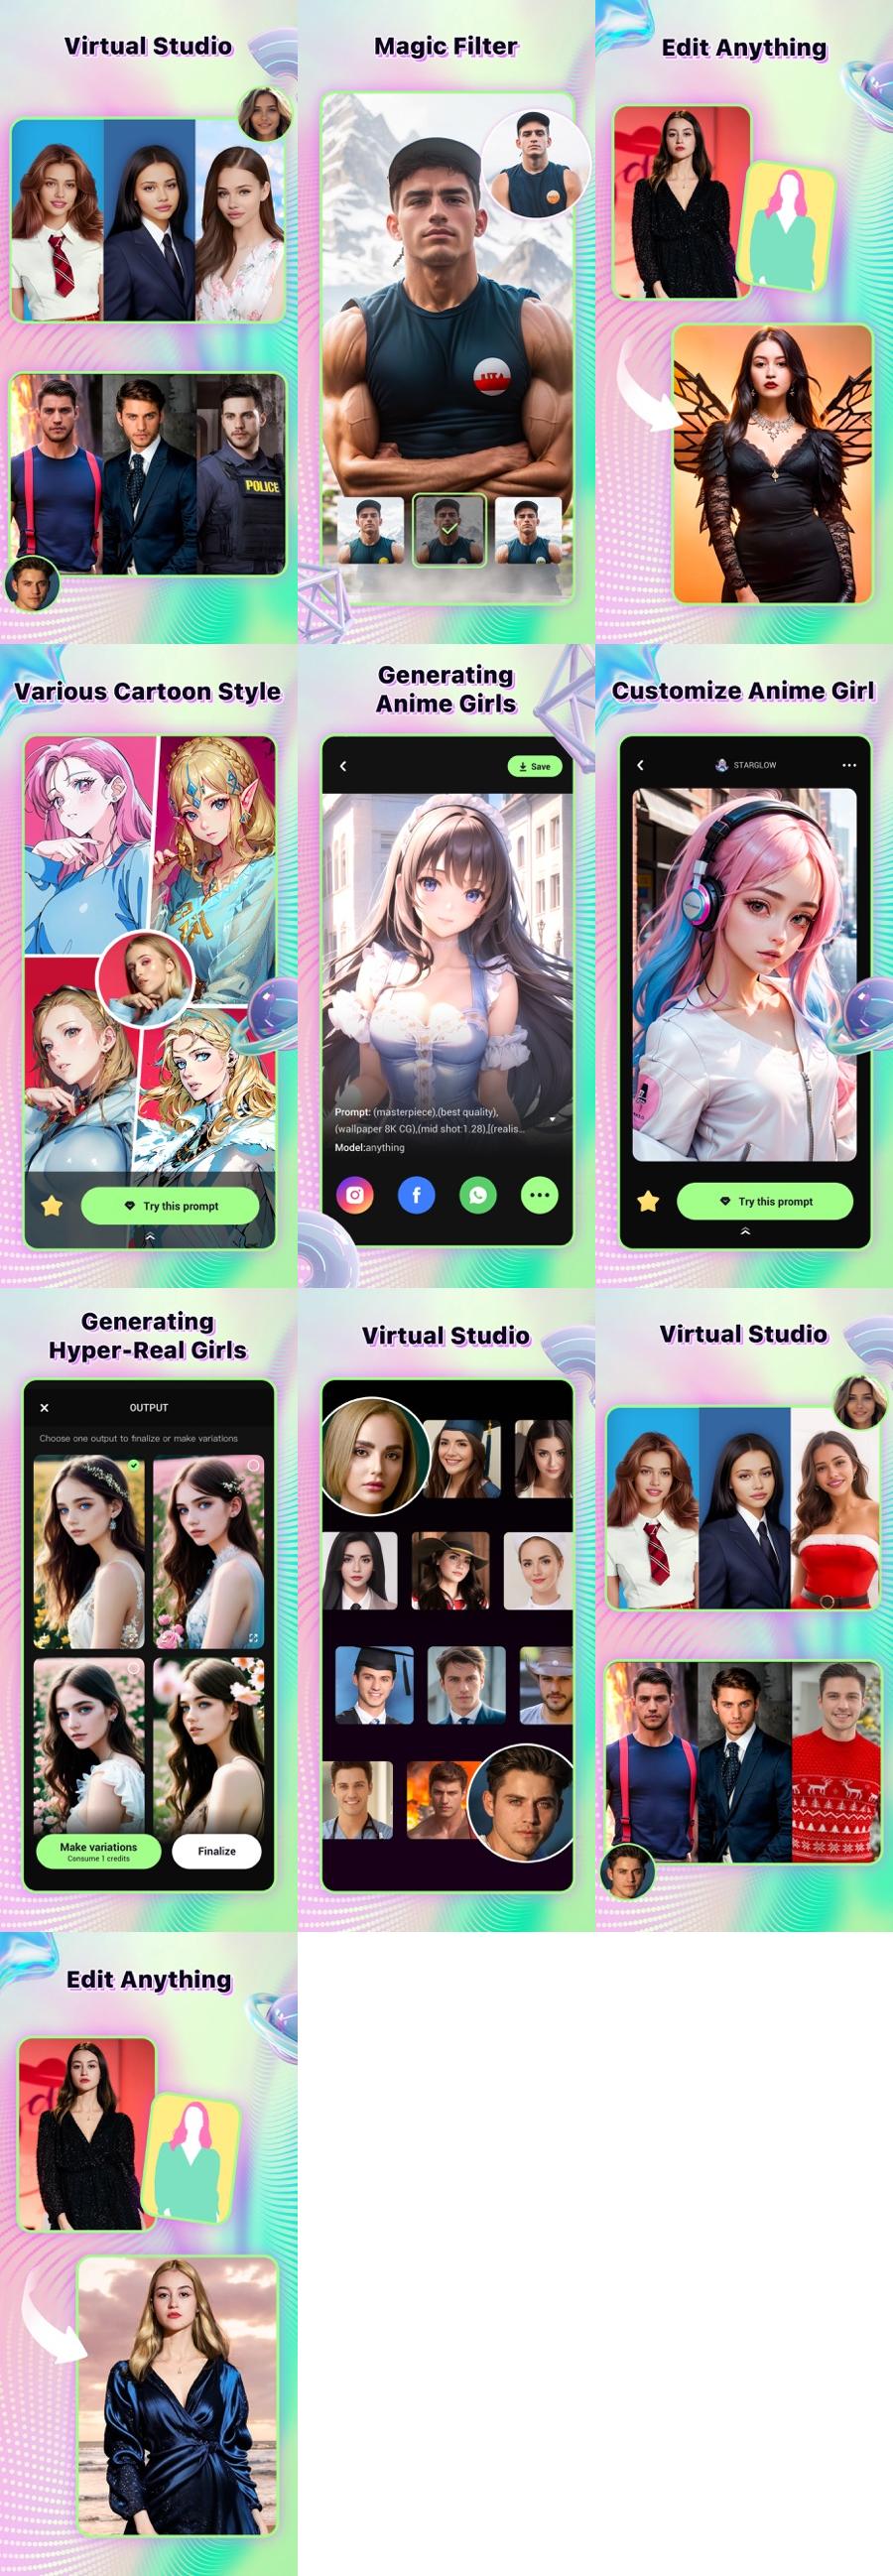 Virtual Studio
POLICE
Magic Filter
Edit Anything
Various Cartoon Style
Try this prompt
Generating
Anime Girls
Save
Prompt: (masterpiece),(best quality),
(wallpaper 8K CG),(mid shot:1.28),[(realis...
Model:anything
Customize Anime Girl
STARGLOW
Try this prompt
Generating
Hyper-Real Girls
OUTPUT
Choose one output to finalize or make variations
Make variations
Consume 1 credits
Finalize
Virtual Studio
Virtual Studio
Edit Anything